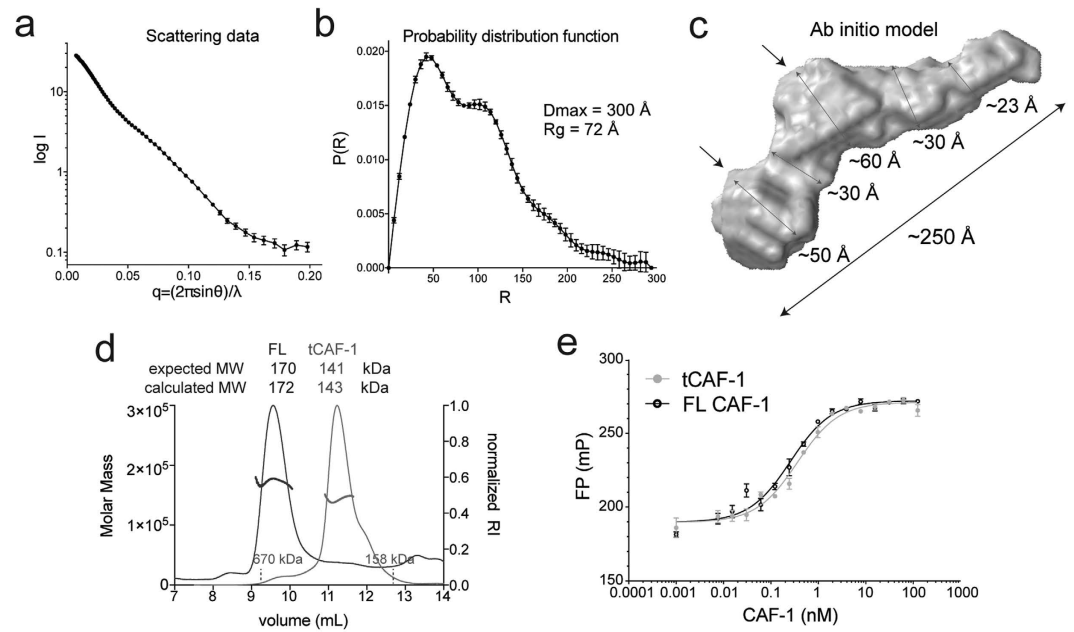 a
Scattering data
log I
10
1
0.1
0.00
0.05
0.10
0.15
0.20
q=(2πsinθ)/λ
b
Probability distribution function
P(R)
0.020
0.015
0.010
0.005
0.000
Dmax = 300 Å
Rg = 72 Å
50
100
150
200
250
300
R
c
Ab initio model
~23 Å
~30 Å
~60 Å
~30 Å
~50 Å
~250 Å
d
FL tCAF-1
expected MW 170 141 kDa
calculated MW 172 143 kDa
Molar Mass
3×10⁵
2×10⁵
1×10⁵
0
670 kDa
158 kDa
1.0
0.8
0.6
0.4
0.2
0.0
normalized RI
7 8 9 10 11 12 13 14
volume (mL)
e
tCAF-1
FL CAF-1
FP (mP)
300
250
200
150
0.0001 0.001 0.01 0.1 1 10 100 1000
CAF-1 (nM)